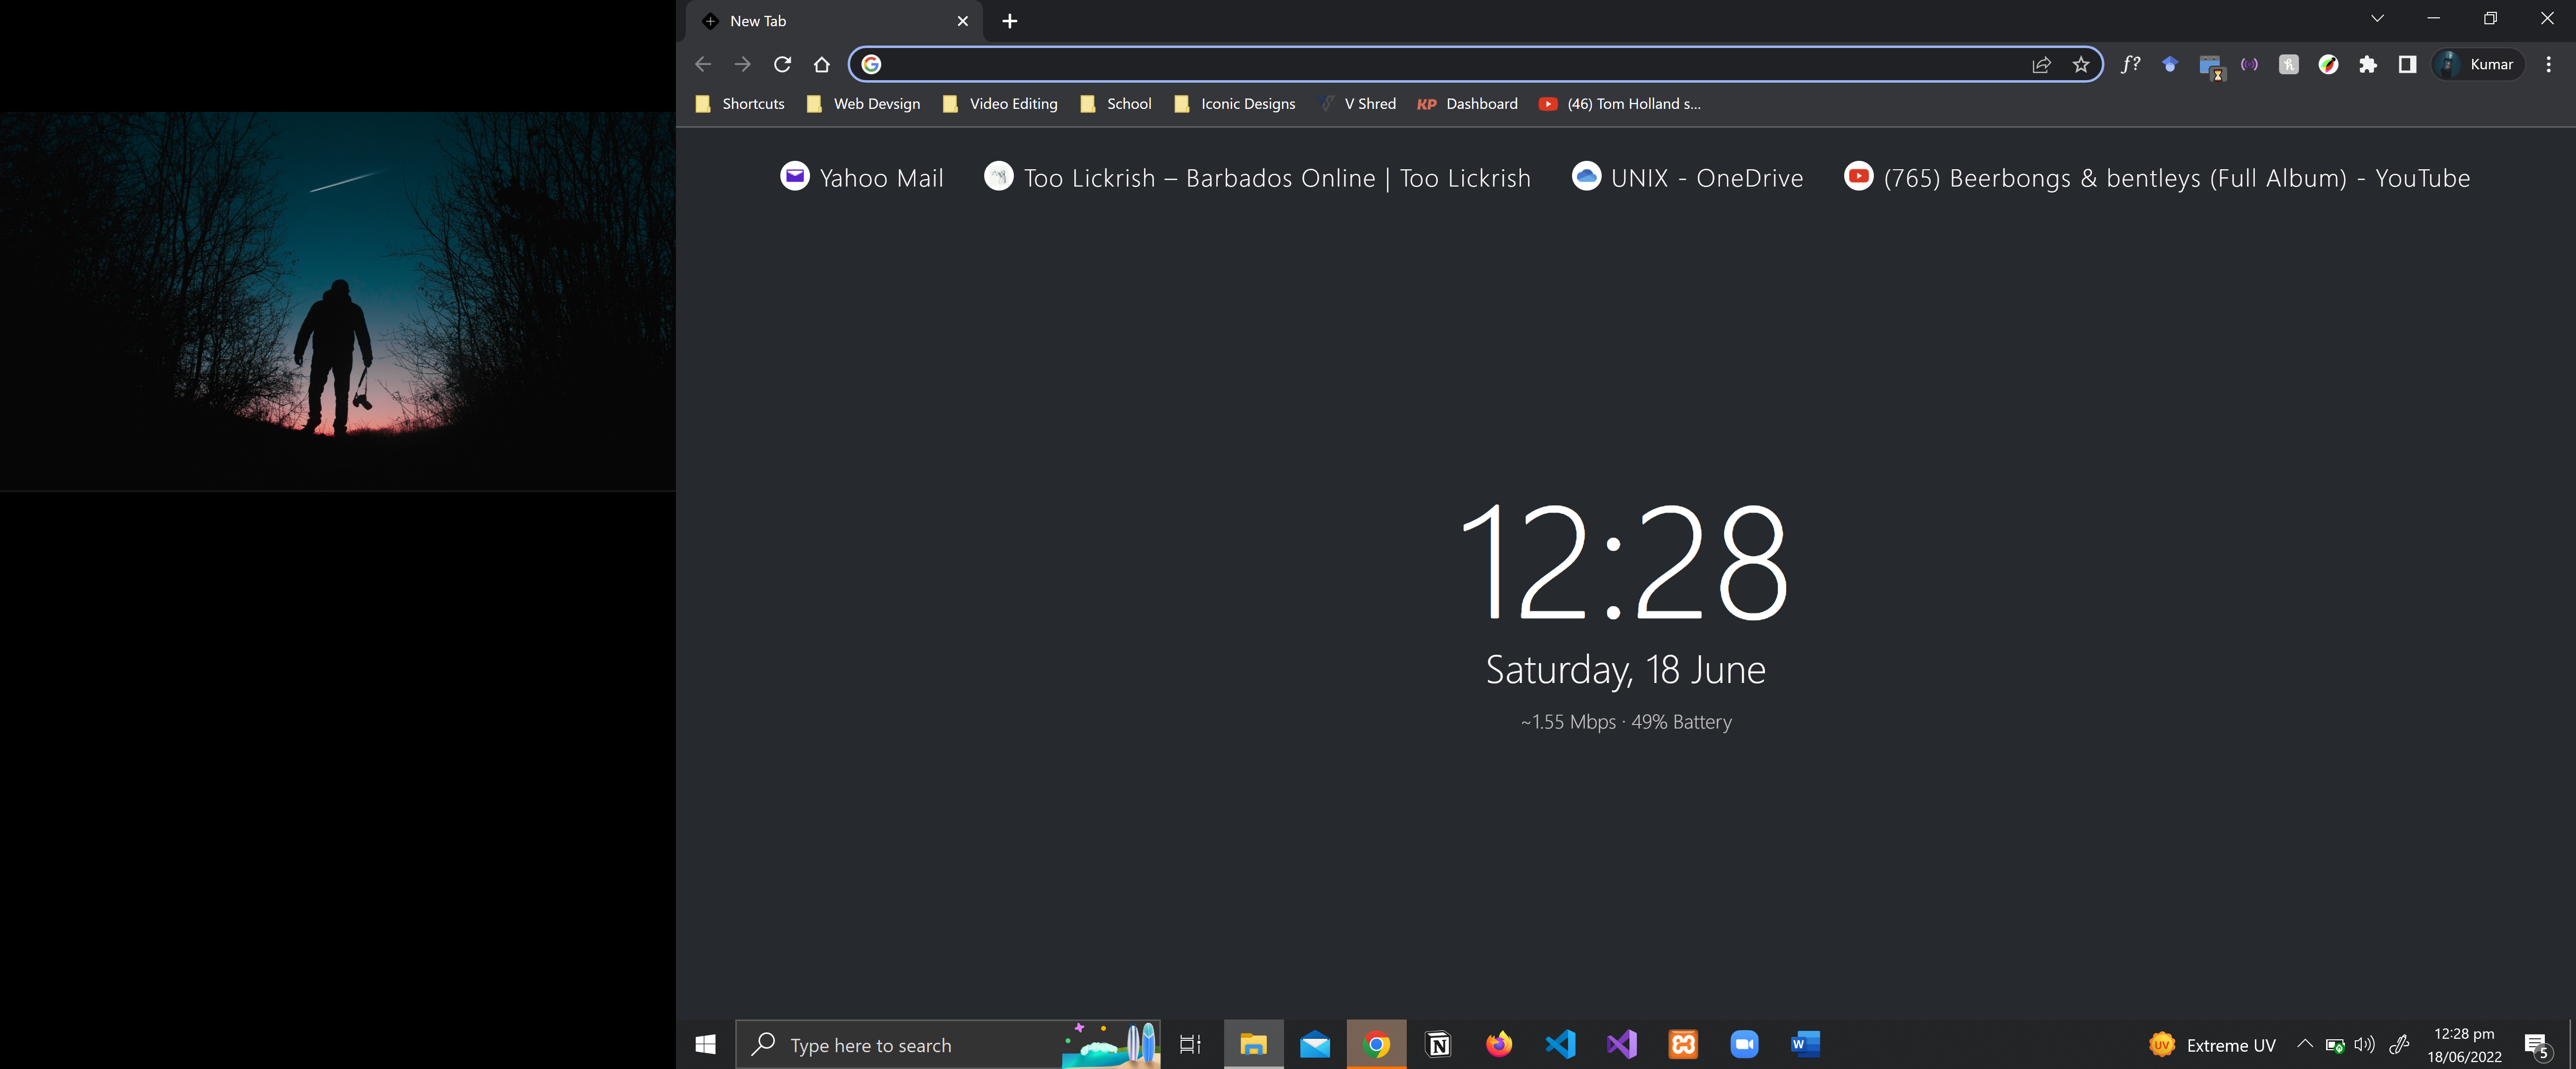 New Tab
Kumar
Shortcuts Web Devsign Video Editing School Iconic Designs V Shred KP Dashboard (46) Tom Holland s...
Yahoo Mail Too Lickrish – Barbados Online | Too Lickrish UNIX - OneDrive (765) Beerbongs & bentleys (Full Album) - YouTube
12:28
Saturday, 18 June
~1.55 Mbps · 49% Battery
Type here to search
UV Extreme UV
12:28 pm
18/06/2022
5